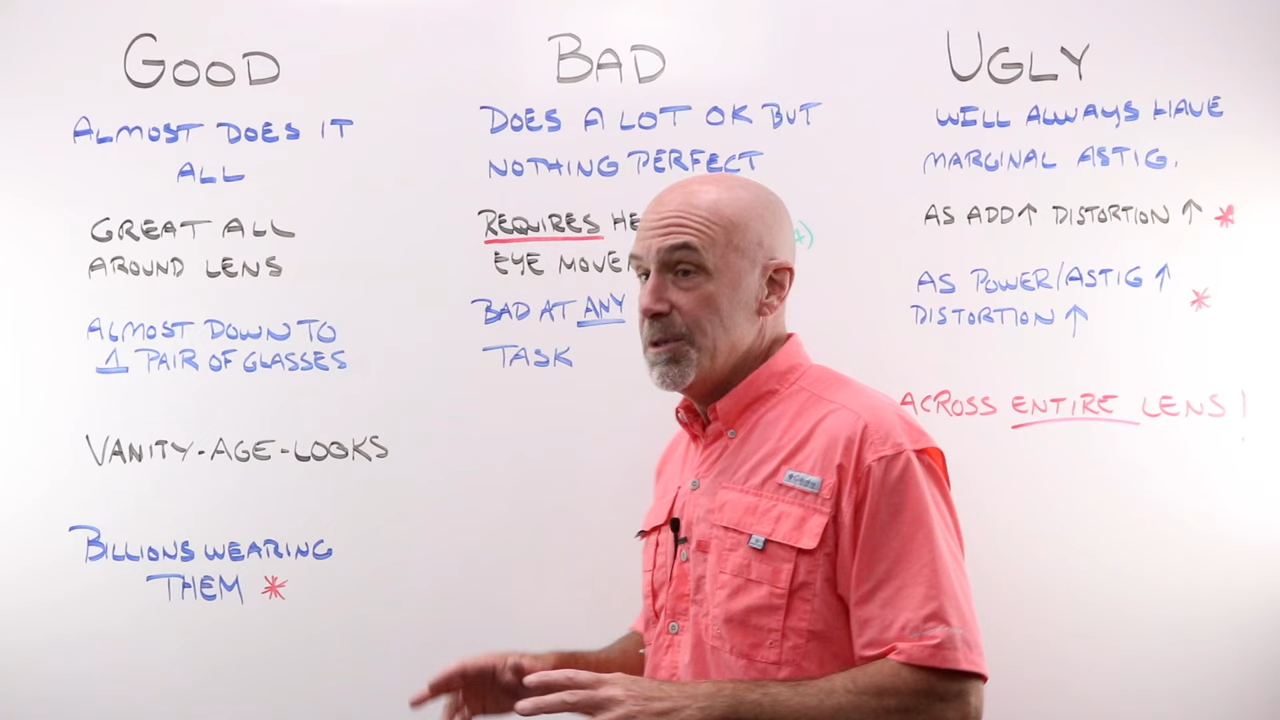 GOOD
ALMOST DOES IT
ALL
GREAT ALL
AROUND LENS
ALMOST DOWN TO
1 PAIR OF GLASSES
VANITY-AGE-LOOKS
BILLIONS WEARING
THEM *
BAD
DOES A LOT OK BUT
NOTHING PERFECT
REQUIRES
EYE
BAD AT ANY
TASK
UGLY
WILL ALWAYS HAVE
MARGINAL ASTIG.
AS ADD↑ DISTORTION ↑ *
AS POWER/ASTIG ↑
DISTORTION ↑ *
ACROSS ENTIRE LENS!